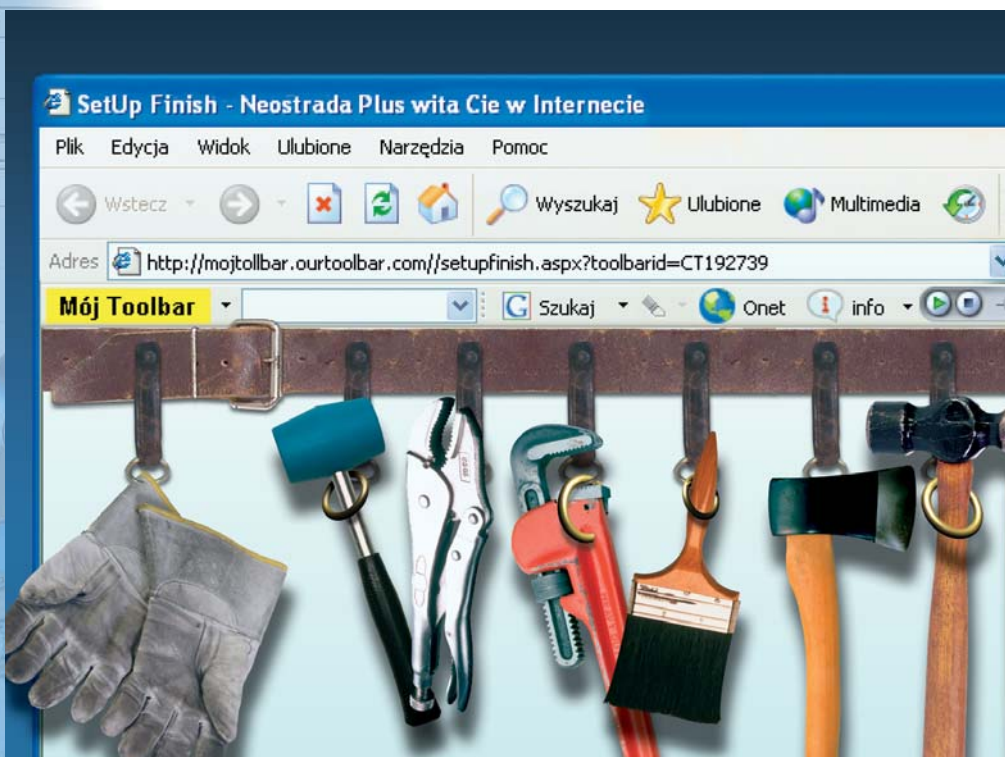 SetUp Finish - Neostrada Plus wita Cie w Internecie
Plik Edycja Widok Ulubione Narzędzia Pomoc
Wstecz Wyszukaj Ulubione Multimedia
Adres http://mojtollbar.ourtoolbar.com//setupfinish.aspx?toolbarid=CT192739
Mój Toolbar G Szukaj Onet info